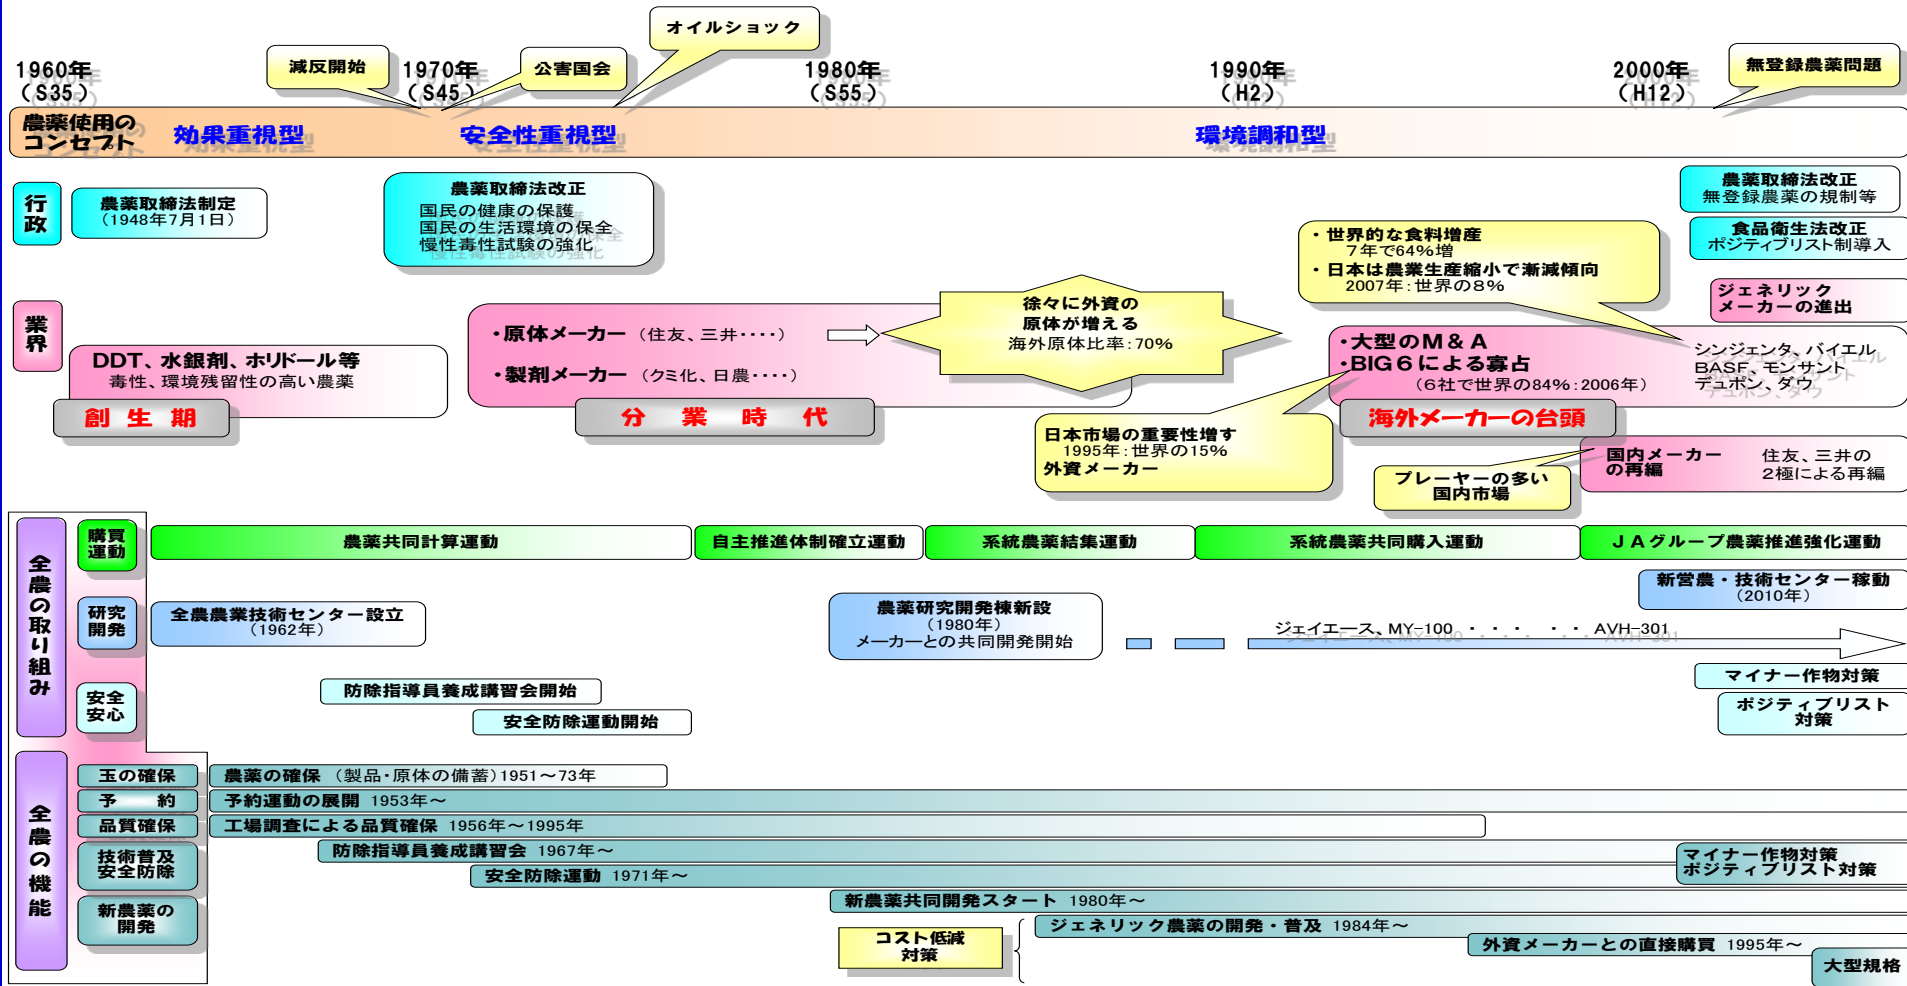 オイルショック
減反開始
公害国会
無登録農薬問題
1960年
（S35）
1970年
（S45）
1980年
（S55）
1990年
（H2）
2000年
（H12）
農薬使用の
コンセプト
効果重視型
安全性重視型
環境調和型
行政
農薬取締法制定
（1948年7月1日）
農薬取締法改正
国民の健康の保護
国民の生活環境の保全
慢性毒性試験の強化
農薬取締法改正
無登録農薬の規制等
食品衛生法改正
ポジティブリスト制導入
・世界的な食料増産
7年で64%増
・日本は農業生産縮小で漸減傾向
2007年：世界の8%
業界
DDT、水銀剤、ホリドール等
毒性、環境残留性の高い農薬
創生期
・原体メーカー（住友、三井････）
・製剤メーカー（クミ化、日農････）
分業時代
徐々に外資の
原体が増える
海外原体比率：70%
ジェネリック
メーカーの進出
・大型のM＆A
・BIG6による寡占
（6社で世界の84%：2006年）
シンジェンタ、バイエル
BASF、モンサント
デュポン、ダウ
海外メーカーの台頭
日本市場の重要性増す
1995年：世界の15%
外資メーカー
プレーヤーの多い
国内市場
国内メーカー
の再編
住友、三井の
2極による再編
全農の取り組み
購買
運動
農薬共同計算運動
自主推進体制確立運動
系統農薬結集運動
系統農薬共同購入運動
JAグループ農薬推進強化運動
研究
開発
全農農業技術センター設立
（1962年）
農薬研究開発棟新設
（1980年）
メーカーとの共同開発開始
ジェイエース、MY-100 ・ ・ ・ ・ ・ AVH-301
新営農・技術センター稼動
（2010年）
安全
安心
防除指導員養成講習会開始
安全防除運動開始
マイナー作物対策
ポジティブリスト
対策
全農の機能
玉の確保
農薬の確保（製品・原体の備蓄）1951～73年
予 約
予約運動の展開 1953年～
品質確保
工場調査による品質確保 1956年～1995年
技術普及
安全防除
防除指導員養成講習会 1967年～
安全防除運動 1971年～
マイナー作物対策
ポジティブリスト対策
新農薬の
開発
新農薬共同開発スタート 1980年～
コスト低減
対策
ジェネリック農薬の開発・普及 1984年～
外資メーカーとの直接購買 1995年～
大型規格